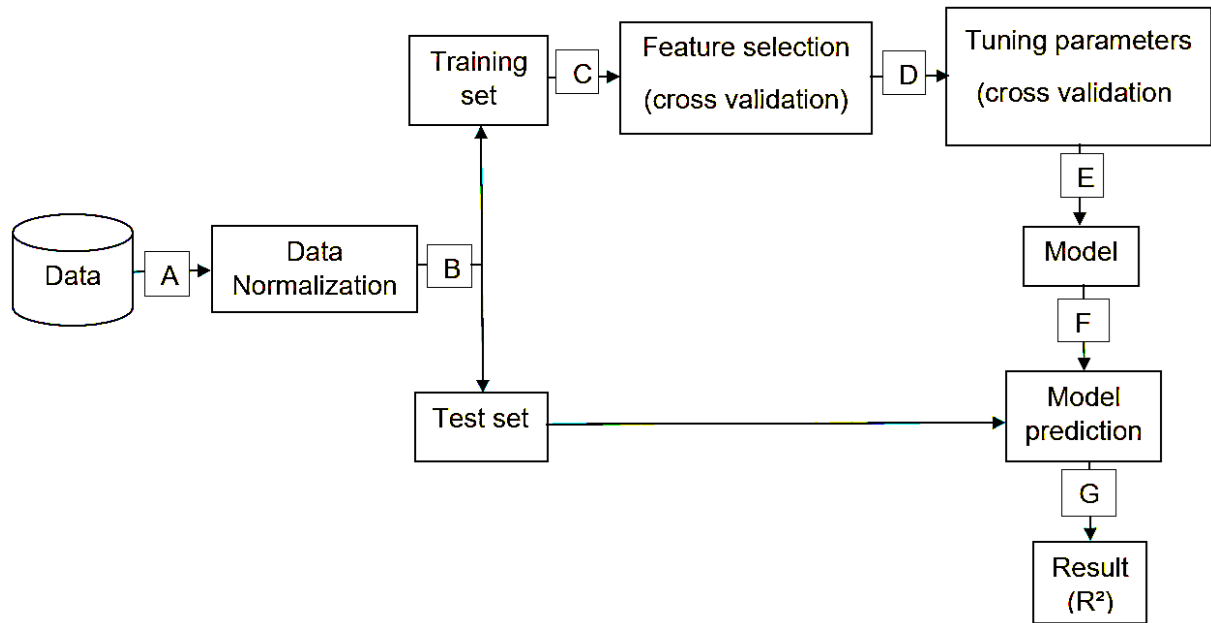 Training
set
C
Feature selection
(cross validation)
D
Tuning parameters
(cross validation
E
Data
A
Data
Normalization
B
Model
F
Test set
Model
prediction
G
Result
(R²)